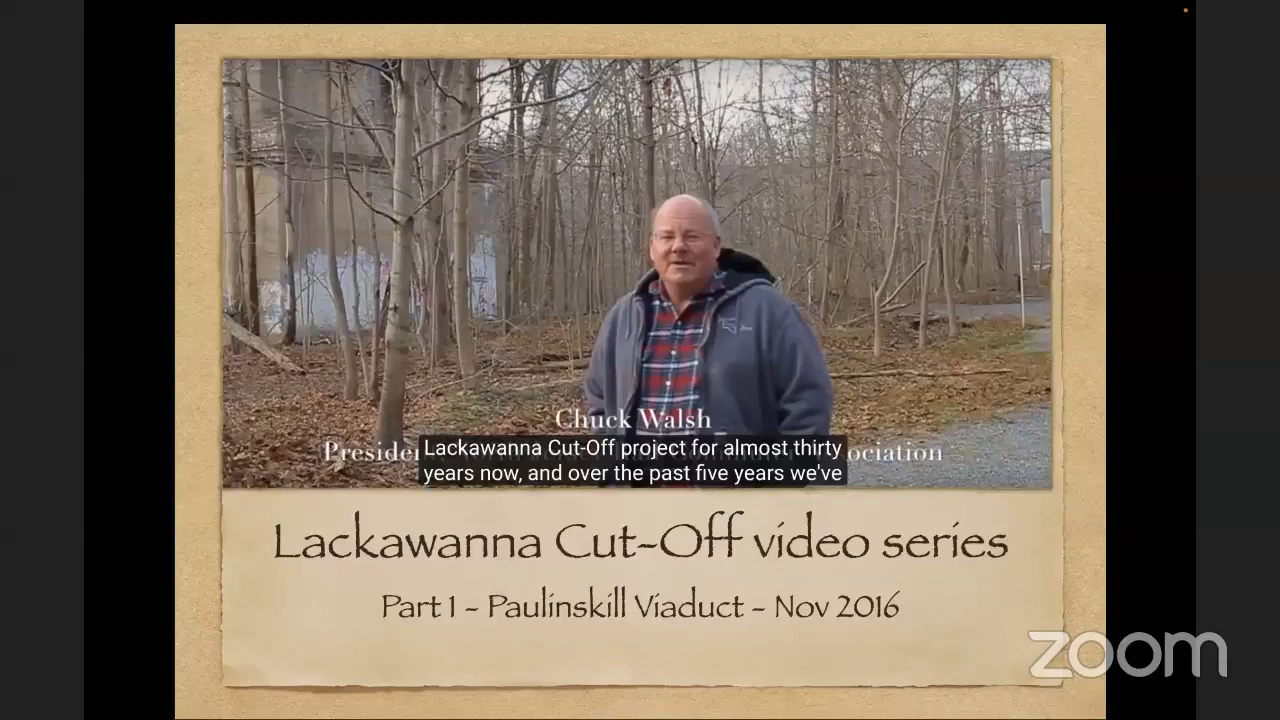 Chuck Walsh
Lackawanna Cut-Off project for almost thirty
years now, and over the past five years we've
Lackawanna Cut-Off video series
Part 1 - Paulinskill Viaduct - Nov 2016
zoom